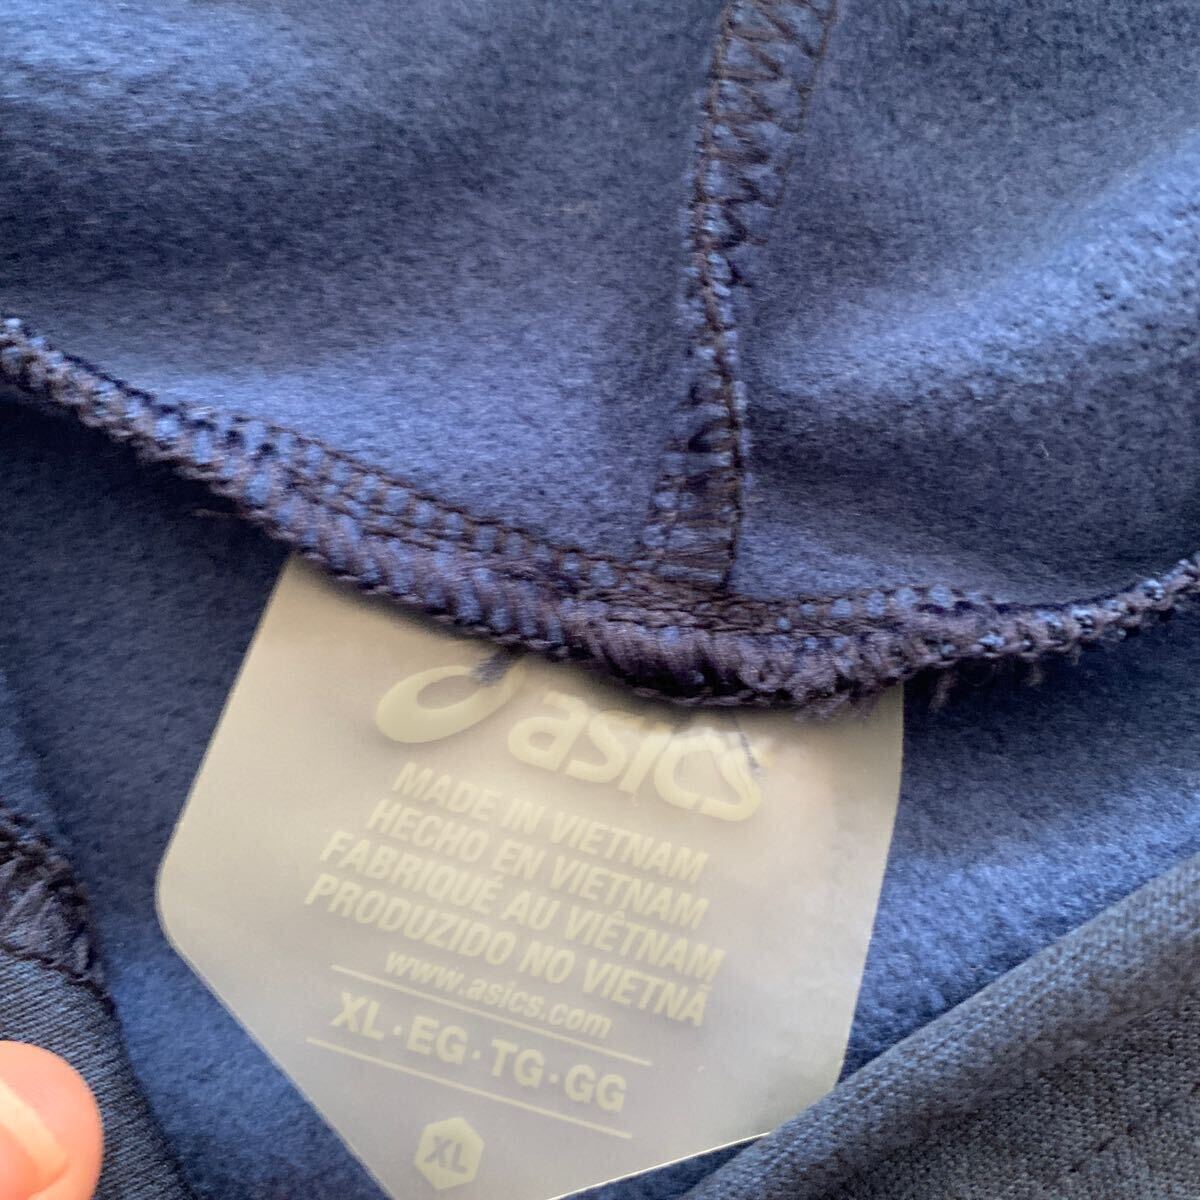 asics
MADE IN VIETNAM
HECHO EN VIETNAM
FABRIQUÉ AU VIÊTNAM
PRODUZIDO NO VIETNÃ
www.asics.com
XL·EG·TG·GG
XL